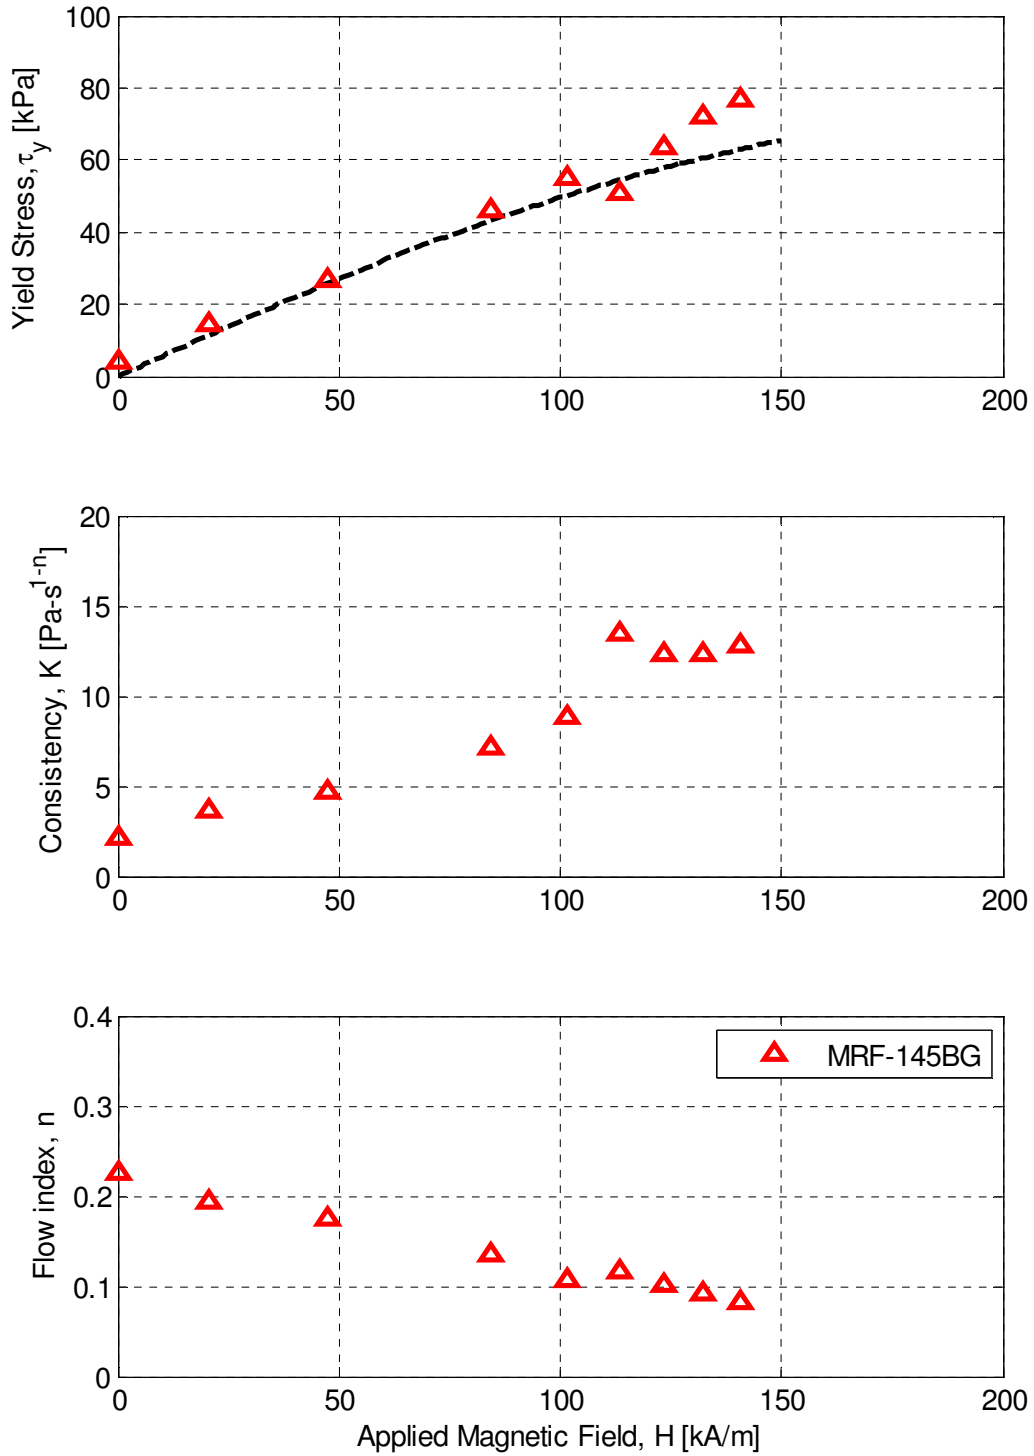 100
80
60
40
20
0
Yield Stress, τy [kPa]
0 50 100 150 200
20
15
10
5
0
Consistency, K [Pa-s1-n]
0 50 100 150 200
0.4
0.3
0.2
0.1
0
Flow index, n
MRF-145BG
0 50 100 150 200
Applied Magnetic Field, H [kA/m]